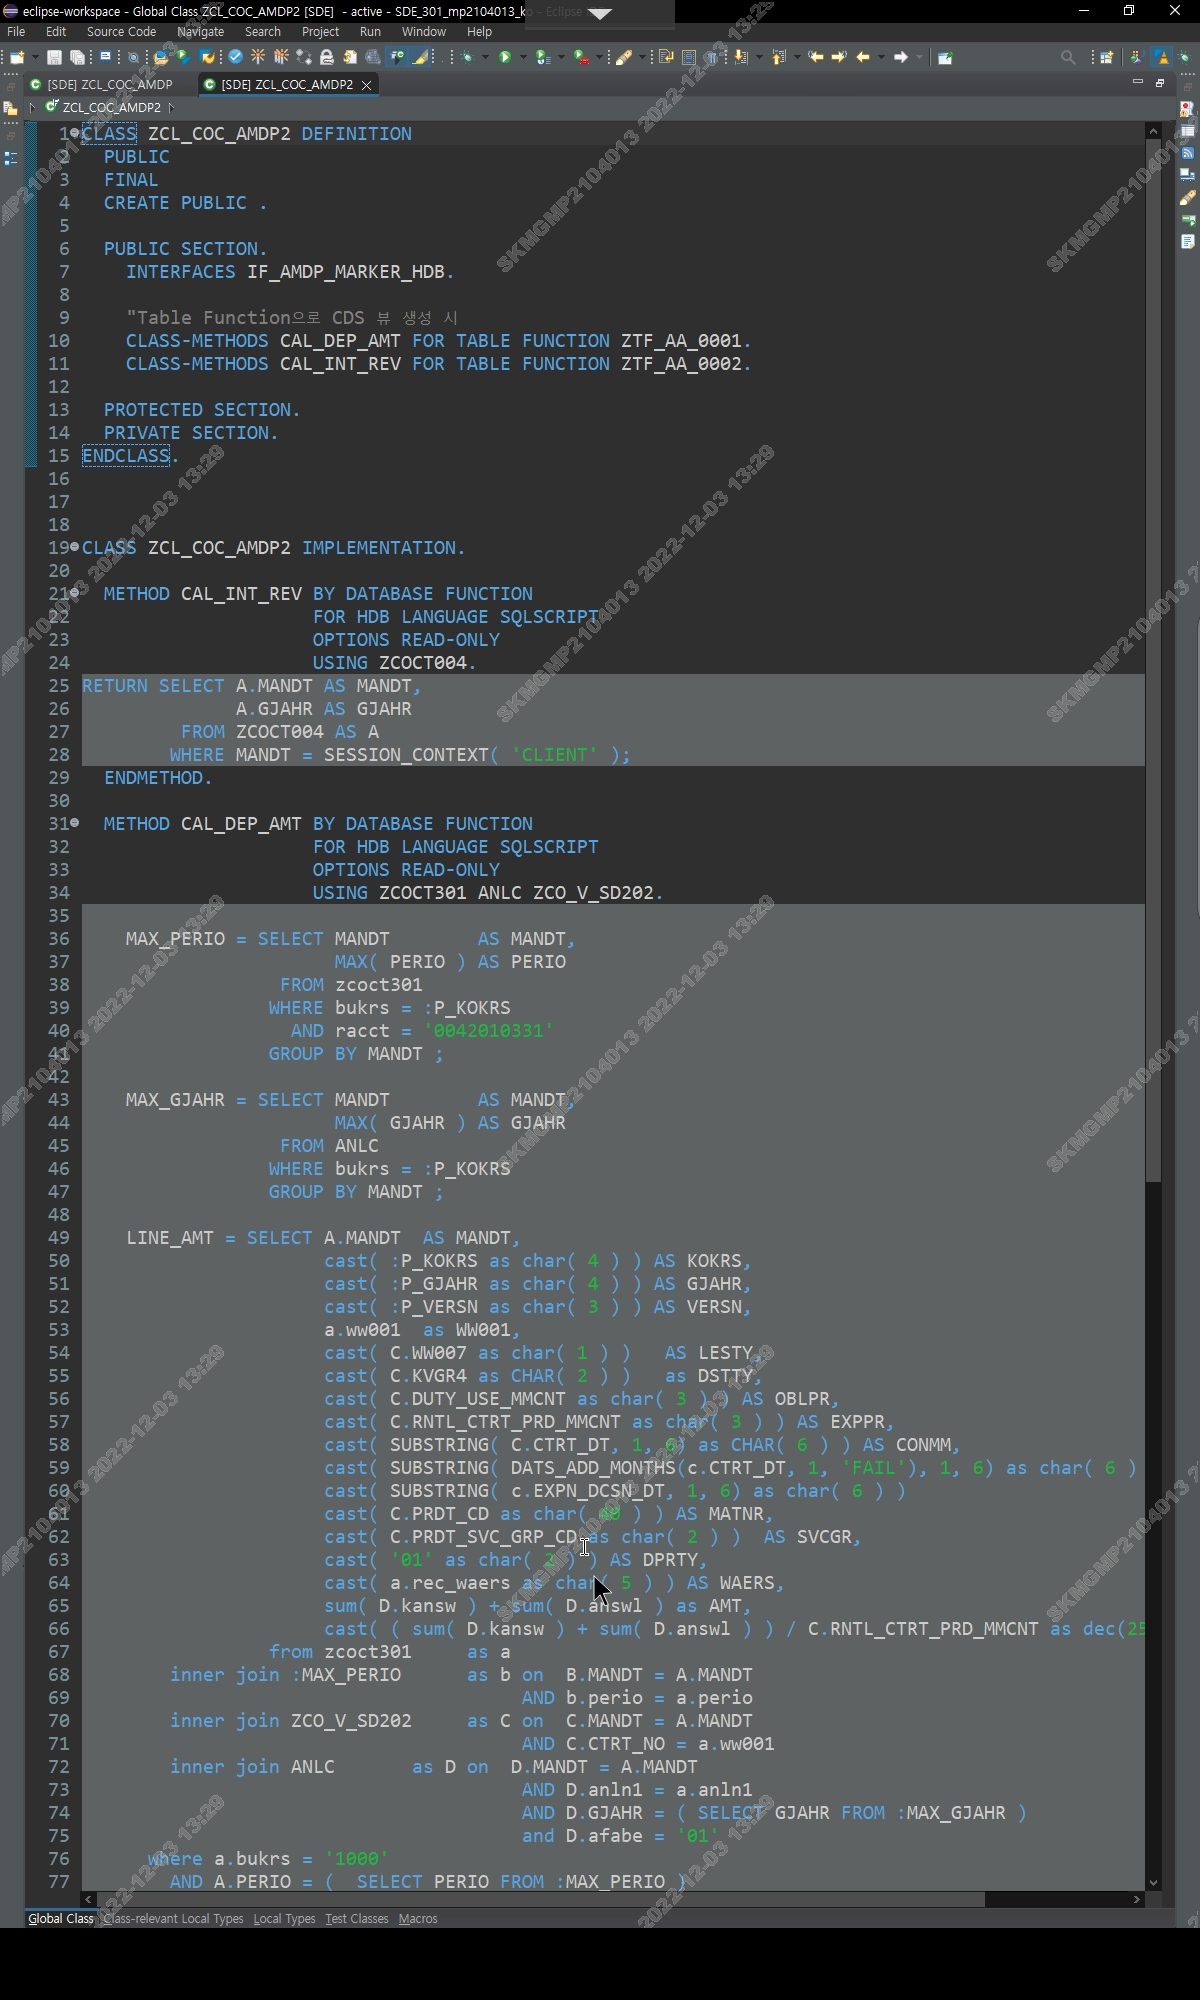 eclipse-workspace - Global Class ZCL_COC_AMDP2 [SDE] - active - SDE_301_mp2104013_k - Eclipse
File Edit Source Code Navigate Search Project Run Window Help
[SDE] ZCL_COC_AMDP [SDE] ZCL_COC_AMDP2
ZCL_COC_AMDP2
1 CLASS ZCL_COC_AMDP2 DEFINITION
2 PUBLIC
3 FINAL
4 CREATE PUBLIC .
5
6 PUBLIC SECTION.
7 INTERFACES IF_AMDP_MARKER_HDB.
8
9 "Table Function으로 CDS 뷰 생성 시
10 CLASS-METHODS CAL_DEP_AMT FOR TABLE FUNCTION ZTF_AA_0001.
11 CLASS-METHODS CAL_INT_REV FOR TABLE FUNCTION ZTF_AA_0002.
12
13 PROTECTED SECTION.
14 PRIVATE SECTION.
15 ENDCLASS.
16
17
18
19 CLASS ZCL_COC_AMDP2 IMPLEMENTATION.
20
21 METHOD CAL_INT_REV BY DATABASE FUNCTION
22 FOR HDB LANGUAGE SQLSCRIPT
23 OPTIONS READ-ONLY
24 USING ZCOCT004.
25 RETURN SELECT A.MANDT AS MANDT,
26 A.GJAHR AS GJAHR
27 FROM ZCOCT004 AS A
28 WHERE MANDT = SESSION_CONTEXT( 'CLIENT' );
29 ENDMETHOD.
30
31 METHOD CAL_DEP_AMT BY DATABASE FUNCTION
32 FOR HDB LANGUAGE SQLSCRIPT
33 OPTIONS READ-ONLY
34 USING ZCOCT301 ANLC ZCO_V_SD202.
35
36 MAX_PERIO = SELECT MANDT AS MANDT,
37 MAX( PERIO ) AS PERIO
38 FROM zcoct301
39 WHERE bukrs = :P_KOKRS
40 AND racct = '0042010331'
41 GROUP BY MANDT ;
42
43 MAX_GJAHR = SELECT MANDT AS MANDT,
44 MAX( GJAHR ) AS GJAHR
45 FROM ANLC
46 WHERE bukrs = :P_KOKRS
47 GROUP BY MANDT ;
48
49 LINE_AMT = SELECT A.MANDT AS MANDT,
50 cast( :P_KOKRS as char( 4 ) ) AS KOKRS,
51 cast( :P_GJAHR as char( 4 ) ) AS GJAHR,
52 cast( :P_VERSN as char( 3 ) ) AS VERSN,
53 a.ww001 as WW001,
54 cast( C.WW007 as char( 1 ) ) AS LESTY,
55 cast( C.KVGR4 as CHAR( 2 ) ) as DSTTY,
56 cast( C.DUTY_USE_MMCNT as char( 3 ) ) AS OBLPR,
57 cast( C.RNTL_CTRT_PRD_MMCNT as char( 3 ) ) AS EXPPR,
58 cast( SUBSTRING( C.CTRT_DT, 1, 6) as CHAR( 6 ) ) AS CONMM,
59 cast( SUBSTRING( DATS_ADD_MONTHS(c.CTRT_DT, 1, 'FAIL'), 1, 6) as char( 6 )
60 cast( SUBSTRING( c.EXPN_DCSN_DT, 1, 6) as char( 6 ) )
61 cast( C.PRDT_CD as char( 40 ) ) AS MATNR,
62 cast( C.PRDT_SVC_GRP_CD as char( 2 ) ) AS SVCGR,
63 cast( '01' as char( 2 ) ) AS DPRTY,
64 cast( a.rec_waers as char( 5 ) ) AS WAERS,
65 sum( D.kansw ) + sum( D.answl ) as AMT,
66 cast( ( sum( D.kansw ) + sum( D.answl ) ) / C.RNTL_CTRT_PRD_MMCNT as dec(25
67 from zcoct301 as a
68 inner join :MAX_PERIO as b on B.MANDT = A.MANDT
69 AND b.perio = a.perio
70 inner join ZCO_V_SD202 as C on C.MANDT = A.MANDT
71 AND C.CTRT_NO = a.ww001
72 inner join ANLC as D on D.MANDT = A.MANDT
73 AND D.anln1 = a.anln1
74 AND D.GJAHR = ( SELECT GJAHR FROM :MAX_GJAHR )
75 and D.afabe = '01'
76 where a.bukrs = '1000'
77 AND A.PERIO = ( SELECT PERIO FROM :MAX_PERIO )
Global Class Class-relevant Local Types Local Types Test Classes Macros
SKMGMP2104013 2022-12-03 13:29